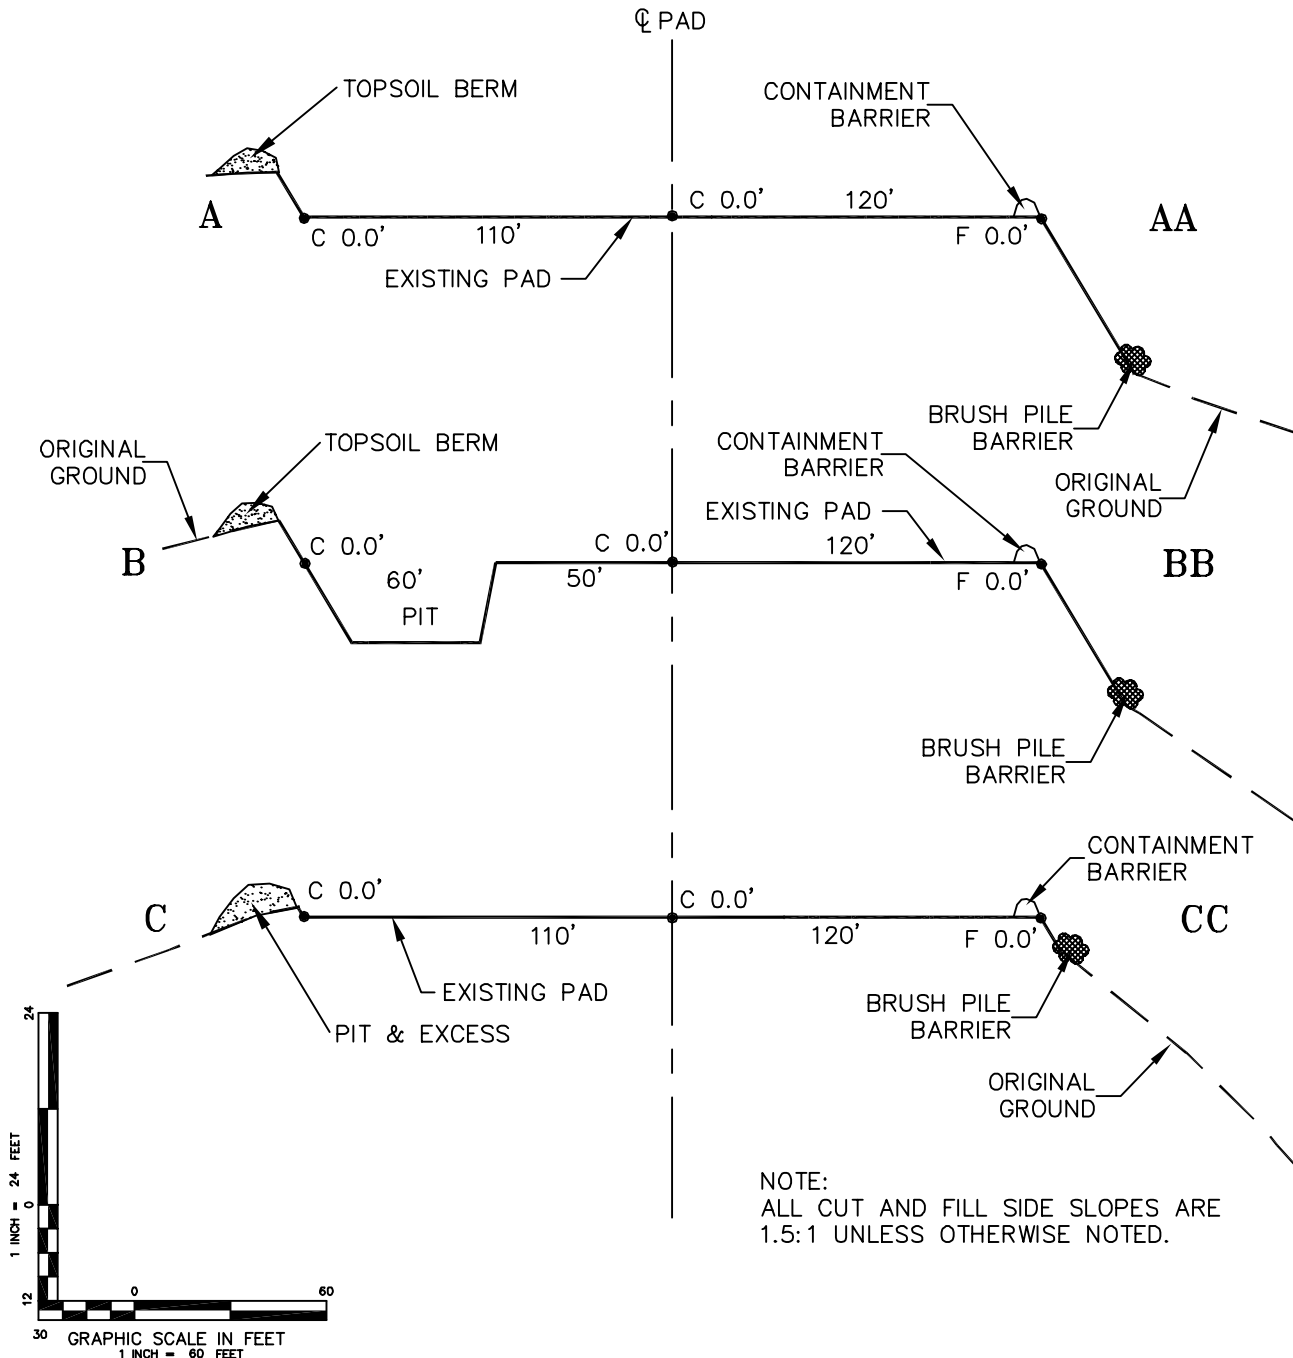 ℄ PAD
TOPSOIL BERM
CONTAINMENT
BARRIER
A
C 0.0'
110'
C 0.0'
120'
F 0.0'
AA
EXISTING PAD
BRUSH PILE
BARRIER
ORIGINAL
GROUND
ORIGINAL
GROUND
TOPSOIL BERM
CONTAINMENT
BARRIER
EXISTING PAD
B
C 0.0'
60'
PIT
50'
C 0.0'
120'
F 0.0'
BB
BRUSH PILE
BARRIER
CONTAINMENT
BARRIER
C
C 0.0'
110'
C 0.0'
120'
F 0.0'
CC
EXISTING PAD
PIT & EXCESS
BRUSH PILE
BARRIER
ORIGINAL
GROUND
24
0
12
1 INCH = 24 FEET
30
0
60
GRAPHIC SCALE IN FEET
1 INCH = 60 FEET
NOTE:
ALL CUT AND FILL SIDE SLOPES ARE
1.5:1 UNLESS OTHERWISE NOTED.